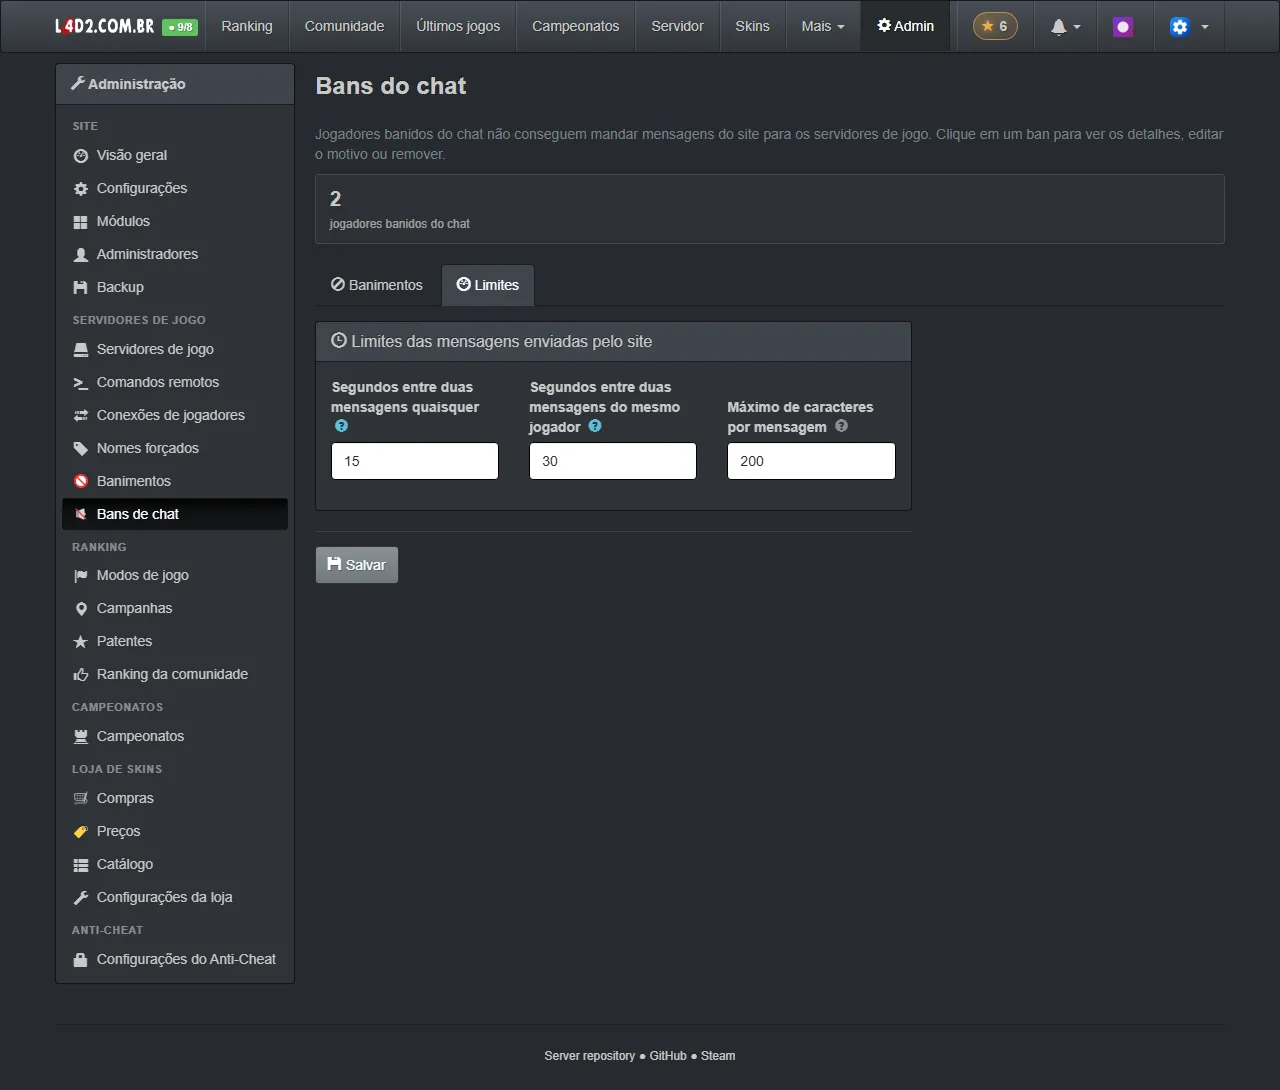 L4D2.COM.BR ● 9/8 Ranking Comunidade Últimos jogos Campeonatos Servidor Skins Mais Admin 6
Administração
SITE
Visão geral
Configurações
Módulos
Administradores
Backup
SERVIDORES DE JOGO
Servidores de jogo
Comandos remotos
Conexões de jogadores
Nomes forçados
Banimentos
Bans de chat
RANKING
Modos de jogo
Campanhas
Patentes
Ranking da comunidade
CAMPEONATOS
Campeonatos
LOJA DE SKINS
Compras
Preços
Catálogo
Configurações da loja
ANTI-CHEAT
Configurações do Anti-Cheat
Bans do chat
Jogadores banidos do chat não conseguem mandar mensagens do site para os servidores de jogo. Clique em um ban para ver os detalhes, editar
o motivo ou remover.
2
jogadores banidos do chat
Banimentos Limites
Limites das mensagens enviadas pelo site
Segundos entre duas
mensagens quaisquer
?
15
Segundos entre duas
mensagens do mesmo
jogador ?
30
Máximo de caracteres
por mensagem ?
200
Salvar
Server repository ● GitHub ● Steam